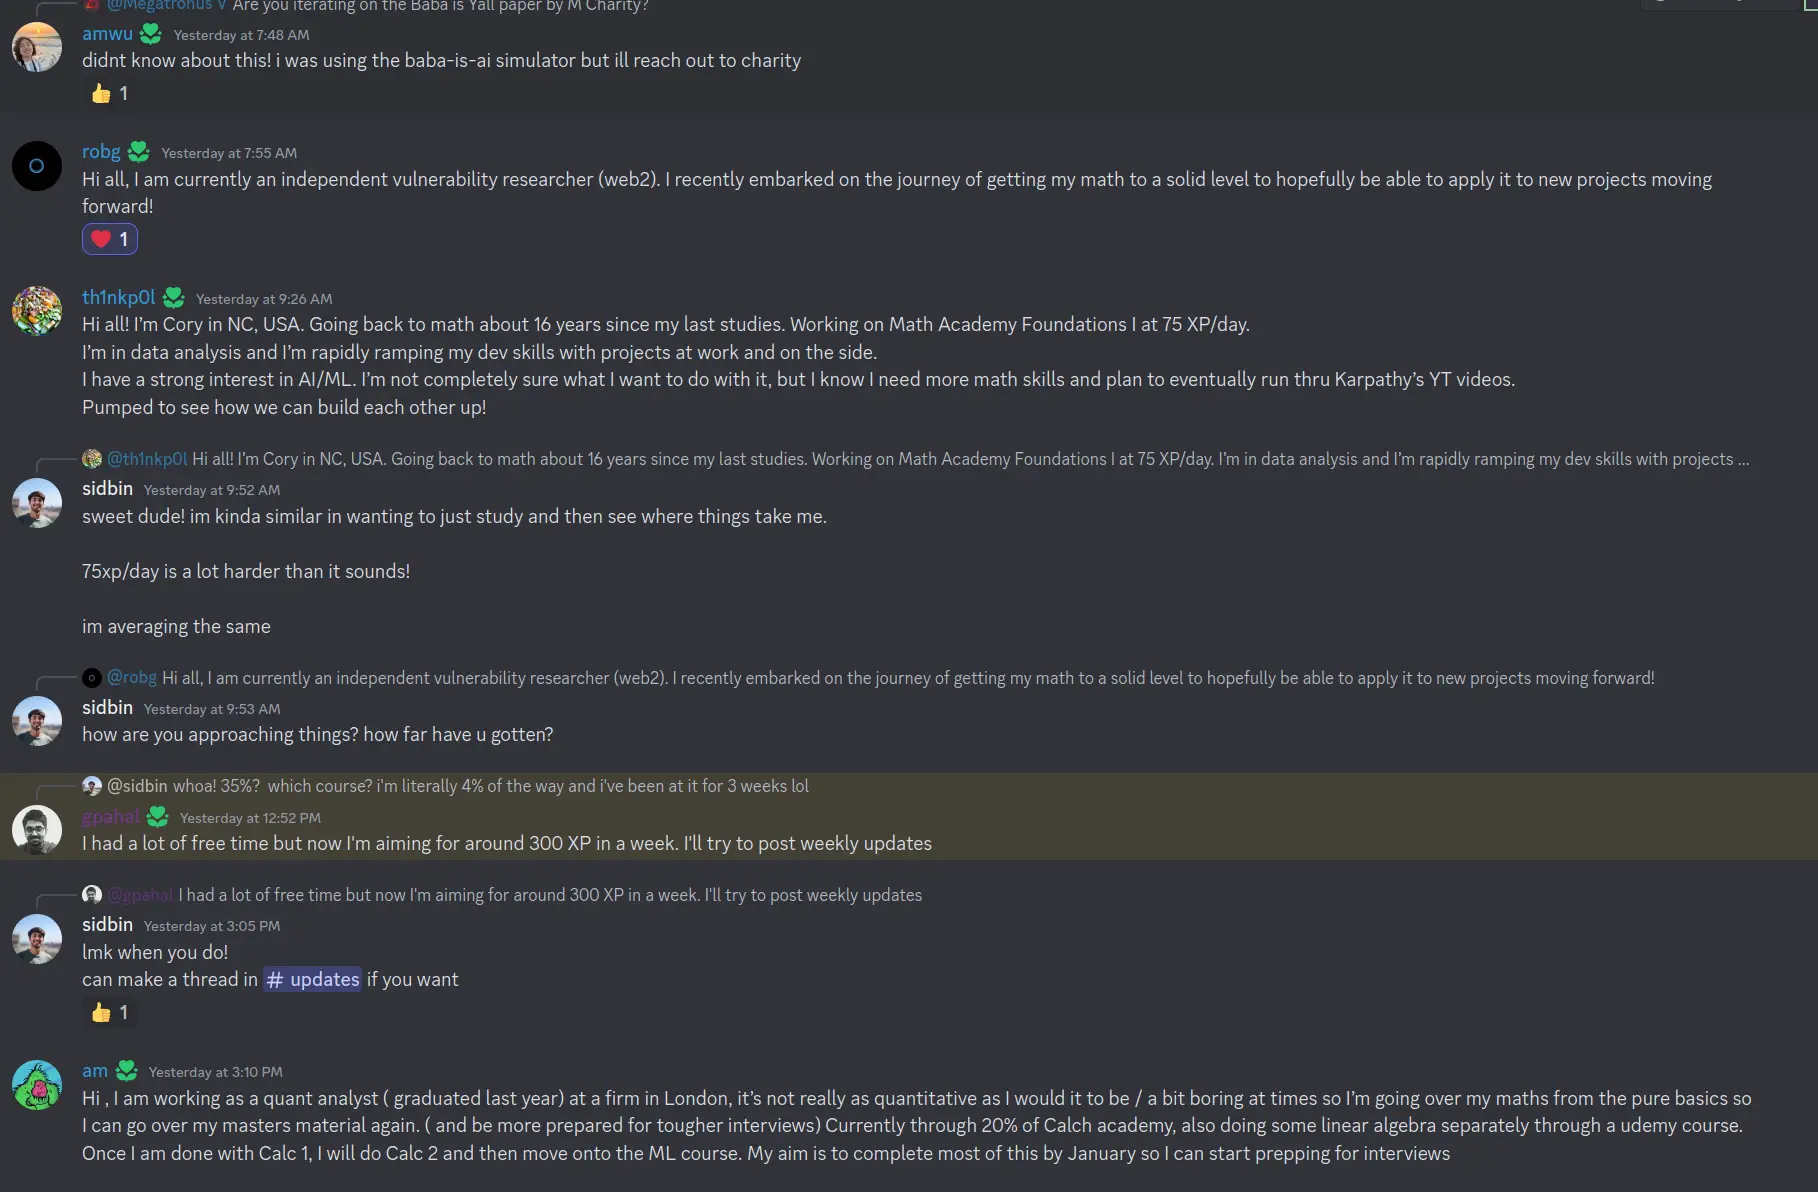 @Megatronus V Are you iterating on the Baba is Yall paper by M Charity?
amwu Yesterday at 7:48 AM
didnt know about this! i was using the baba-is-ai simulator but ill reach out to charity
👍 1
robg Yesterday at 7:55 AM
Hi all, I am currently an independent vulnerability researcher (web2). I recently embarked on the journey of getting my math to a solid level to hopefully be able to apply it to new projects moving
forward!
❤️ 1
th1nkp0l Yesterday at 9:26 AM
Hi all! I’m Cory in NC, USA. Going back to math about 16 years since my last studies. Working on Math Academy Foundations I at 75 XP/day.
I’m in data analysis and I’m rapidly ramping my dev skills with projects at work and on the side.
I have a strong interest in AI/ML. I’m not completely sure what I want to do with it, but I know I need more math skills and plan to eventually run thru Karpathy’s YT videos.
Pumped to see how we can build each other up!
@th1nkp0l Hi all! I’m Cory in NC, USA. Going back to math about 16 years since my last studies. Working on Math Academy Foundations I at 75 XP/day. I’m in data analysis and I’m rapidly ramping my dev skills with projects ...
sidbin Yesterday at 9:52 AM
sweet dude! im kinda similar in wanting to just study and then see where things take me.
75xp/day is a lot harder than it sounds!
im averaging the same
@robg Hi all, I am currently an independent vulnerability researcher (web2). I recently embarked on the journey of getting my math to a solid level to hopefully be able to apply it to new projects moving forward!
sidbin Yesterday at 9:53 AM
how are you approaching things? how far have u gotten?
@sidbin whoa! 35%? which course? i'm literally 4% of the way and i've been at it for 3 weeks lol
gpahal Yesterday at 12:52 PM
I had a lot of free time but now I'm aiming for around 300 XP in a week. I'll try to post weekly updates
@gpahal I had a lot of free time but now I'm aiming for around 300 XP in a week. I'll try to post weekly updates
sidbin Yesterday at 3:05 PM
lmk when you do!
can make a thread in # updates if you want
👍 1
am Yesterday at 3:10 PM
Hi , I am working as a quant analyst ( graduated last year) at a firm in London, it’s not really as quantitative as I would it to be / a bit boring at times so I’m going over my maths from the pure basics so
I can go over my masters material again. ( and be more prepared for tougher interviews) Currently through 20% of Calch academy, also doing some linear algebra separately through a udemy course.
Once I am done with Calc 1, I will do Calc 2 and then move onto the ML course. My aim is to complete most of this by January so I can start prepping for interviews